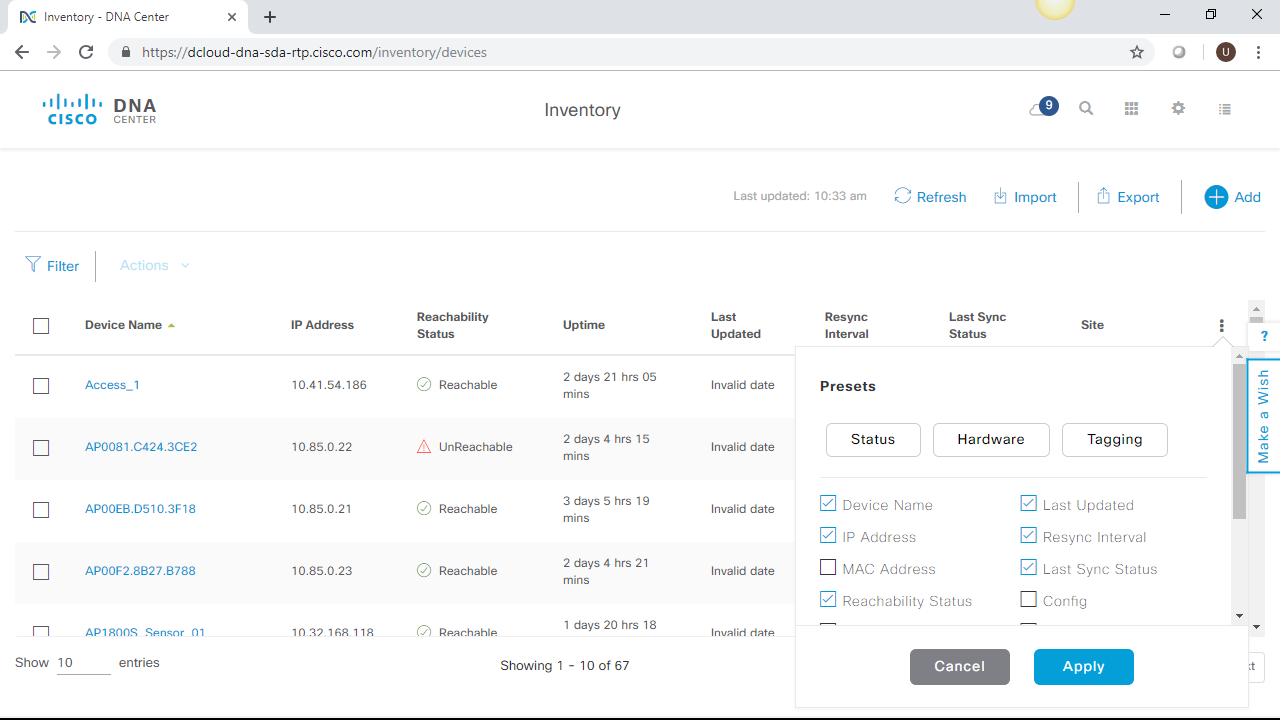 Inventory - DNA Center
https://dcloud-dna-sda-rtp.cisco.com/inventory/devices
U
CISCO
DNA
CENTER
Inventory
9
Last updated: 10:33 am
Refresh
Import
Export
Add
Filter
Actions
Device Name
IP Address
Reachability
Status
Uptime
Last
Updated
Resync
Interval
Last Sync
Status
Site
Access_1
10.41.54.186
Reachable
2 days 21 hrs 05
mins
Invalid date
AP0081.C424.3CE2
10.85.0.22
UnReachable
2 days 4 hrs 15
mins
Invalid date
AP00EB.D510.3F18
10.85.0.21
Reachable
3 days 5 hrs 19
mins
Invalid date
AP00F2.8B27.B788
10.85.0.23
Reachable
2 days 4 hrs 21
mins
Invalid date
AP1800S_Sensor_01
10.32.168.118
Reachable
1 days 20 hrs 18
Invalid date
Presets
Status
Hardware
Tagging
Device Name
Last Updated
IP Address
Resync Interval
MAC Address
Last Sync Status
Reachability Status
Config
Cancel
Apply
?
Make a Wish
Show 10 entries
Showing 1 - 10 of 67